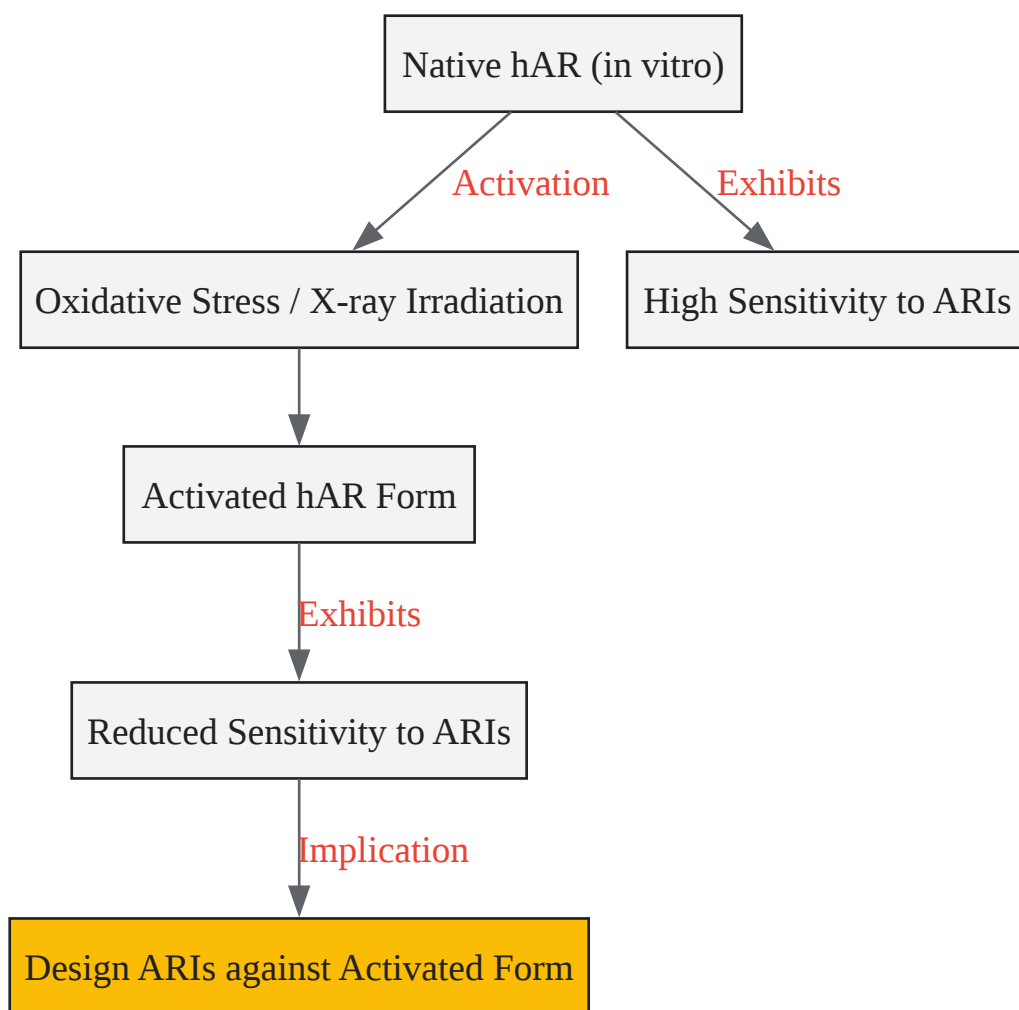 Native hAR (in vitro)
Activation
Exhibits
Oxidative Stress / X-ray Irradiation
High Sensitivity to ARIs
Activated hAR Form
Exhibits
Reduced Sensitivity to ARIs
Implication
Design ARIs against Activated Form